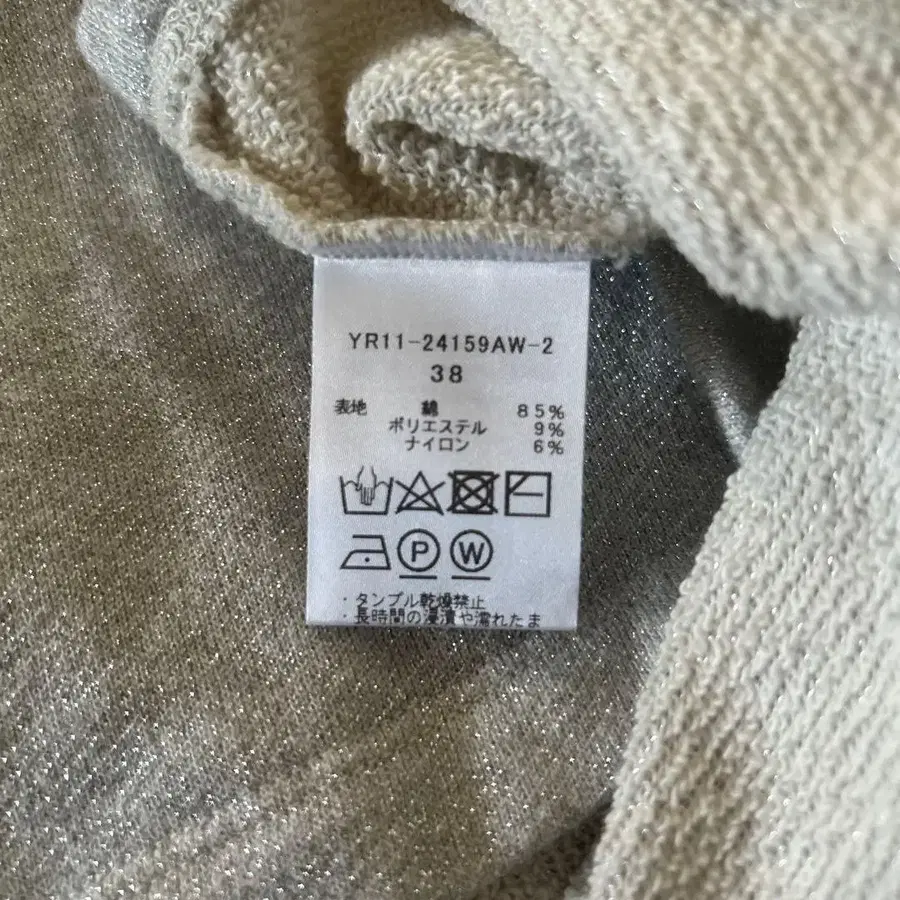 YR11-24159AW-2
38
表地 綿 85%
ポリエステル 9%
ナイロン 6%
P W
・タンブル乾燥禁止
・長時間の浸漬や濡れたま